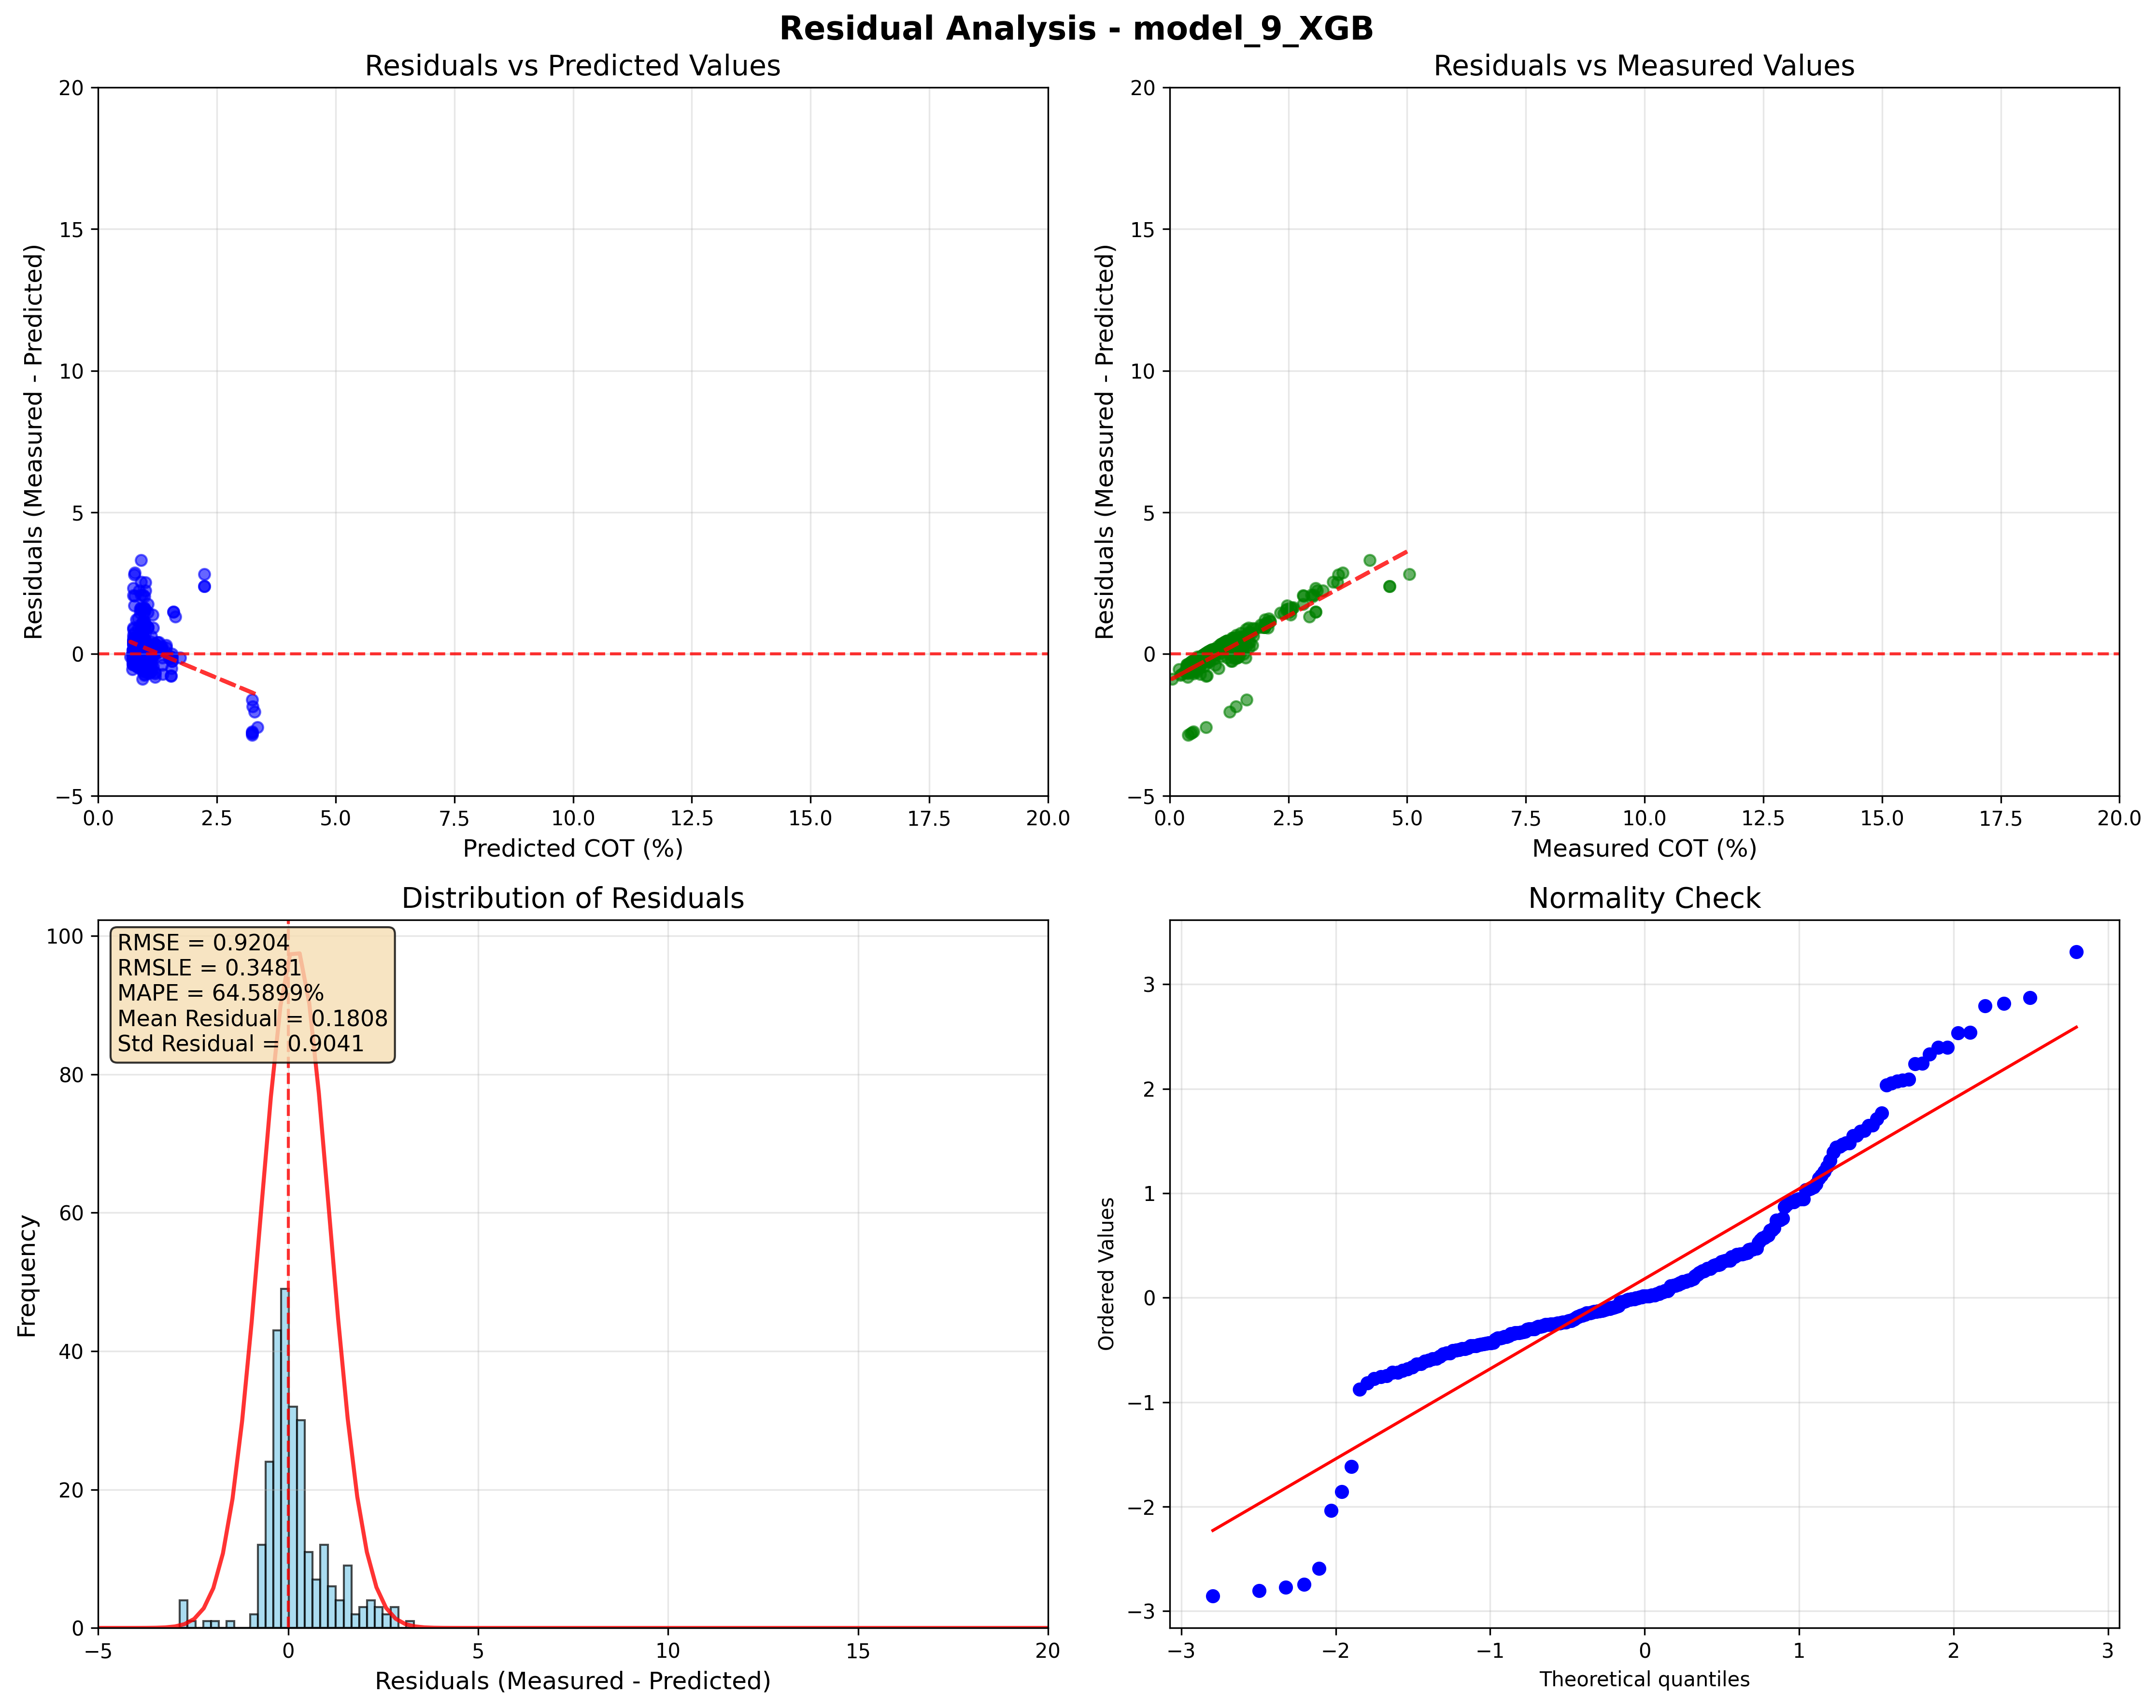 Residual Analysis - model_9_XGB
Residuals vs Predicted Values
20
15
10
5
0
−5
0.0 2.5 5.0 7.5 10.0 12.5 15.0 17.5 20.0
Residuals (Measured - Predicted)
Predicted COT (%)
Residuals vs Measured Values
20
15
10
5
0
−5
0.0 2.5 5.0 7.5 10.0 12.5 15.0 17.5 20.0
Residuals (Measured - Predicted)
Measured COT (%)
Distribution of Residuals
RMSE = 0.9204
RMSLE = 0.3481
MAPE = 64.5899%
Mean Residual = 0.1808
Std Residual = 0.9041
100
80
60
40
20
0
−5 0 5 10 15 20
Frequency
Residuals (Measured - Predicted)
Normality Check
3
2
1
0
−1
−2
−3
−3 −2 −1 0 1 2 3
Ordered Values
Theoretical quantiles